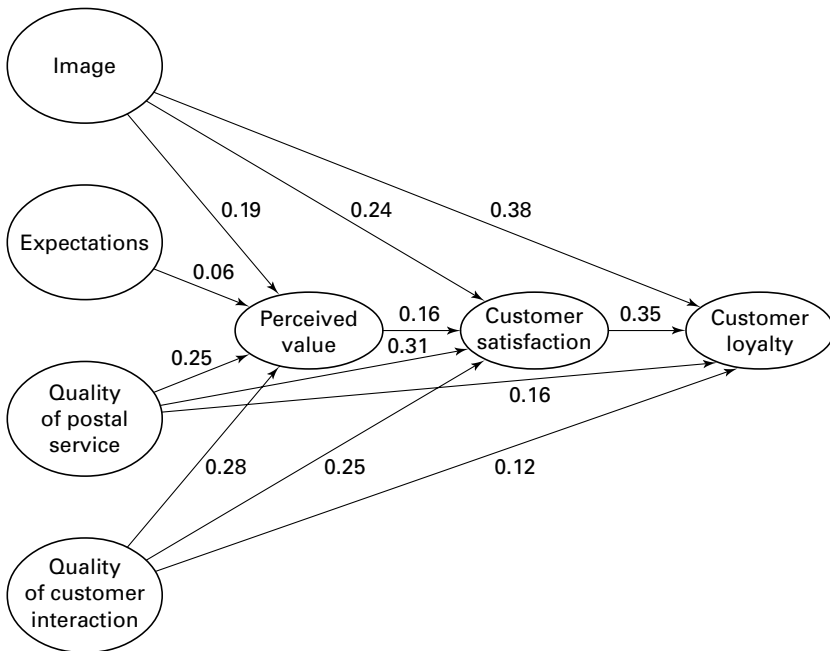 Image
0.19
0.24
0.38
Expectations
0.06
Perceived
value
0.16
Customer
satisfaction
0.35
Customer
loyalty
0.25
0.31
0.16
Quality
of postal
service
0.28
0.25
0.12
Quality
of customer
interaction